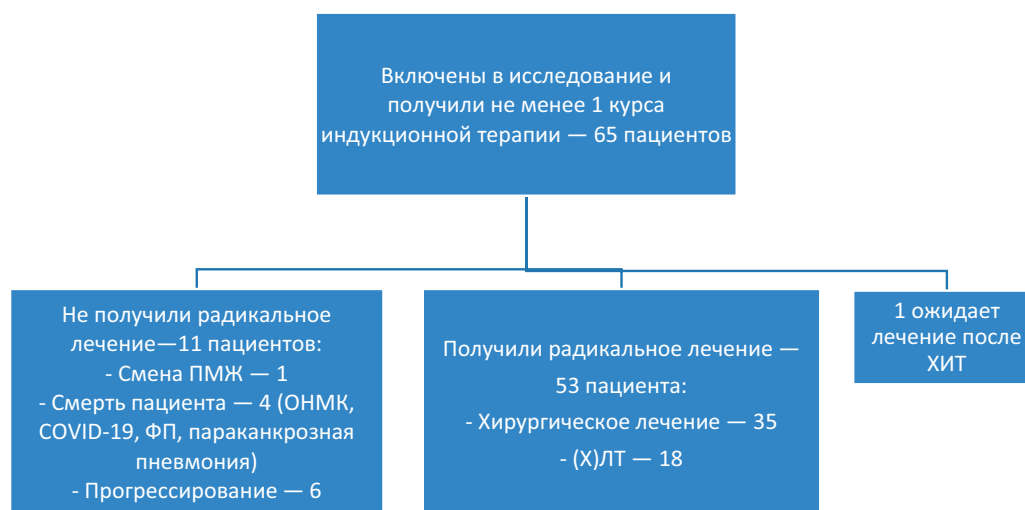 Включены в исследование и
получили не менее 1 курса
индукционной терапии — 65 пациентов
Не получили радикальное
лечение—11 пациентов:
- Смена ПМЖ — 1
- Смерть пациента — 4 (ОНМК,
COVID-19, ФП, параканкрозная
пневмония)
- Прогрессирование — 6
Получили радикальное лечение —
53 пациента:
- Хирургическое лечение — 35
- (Х)ЛТ — 18
1 ожидает
лечение после
ХИТ